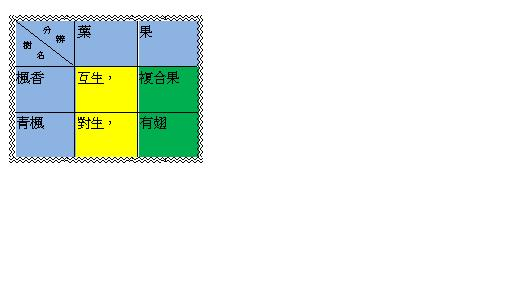 分辨
樹名
葉
果
楓香
互生，
複合果
青楓
對生，
有翅